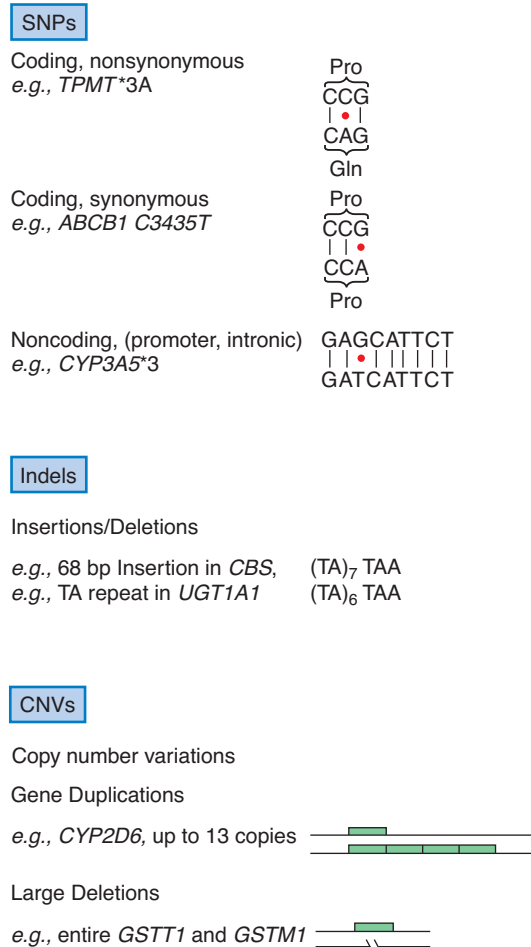 SNPs
Coding, nonsynonymous
e.g., TPMT*3A
Pro
CCG
CAG
Gln
Coding, synonymous
e.g., ABCB1 C3435T
Pro
CCG
CCA
Pro
Noncoding, (promoter, intronic) GAGCATTCT
e.g., CYP3A5*3
GATCATTCT
Indels
Insertions/Deletions
e.g., 68 bp Insertion in CBS, (TA)7 TAA
e.g., TA repeat in UGT1A1 (TA)6 TAA
CNVs
Copy number variations
Gene Duplications
e.g., CYP2D6, up to 13 copies
Large Deletions
e.g., entire GSTT1 and GSTM1